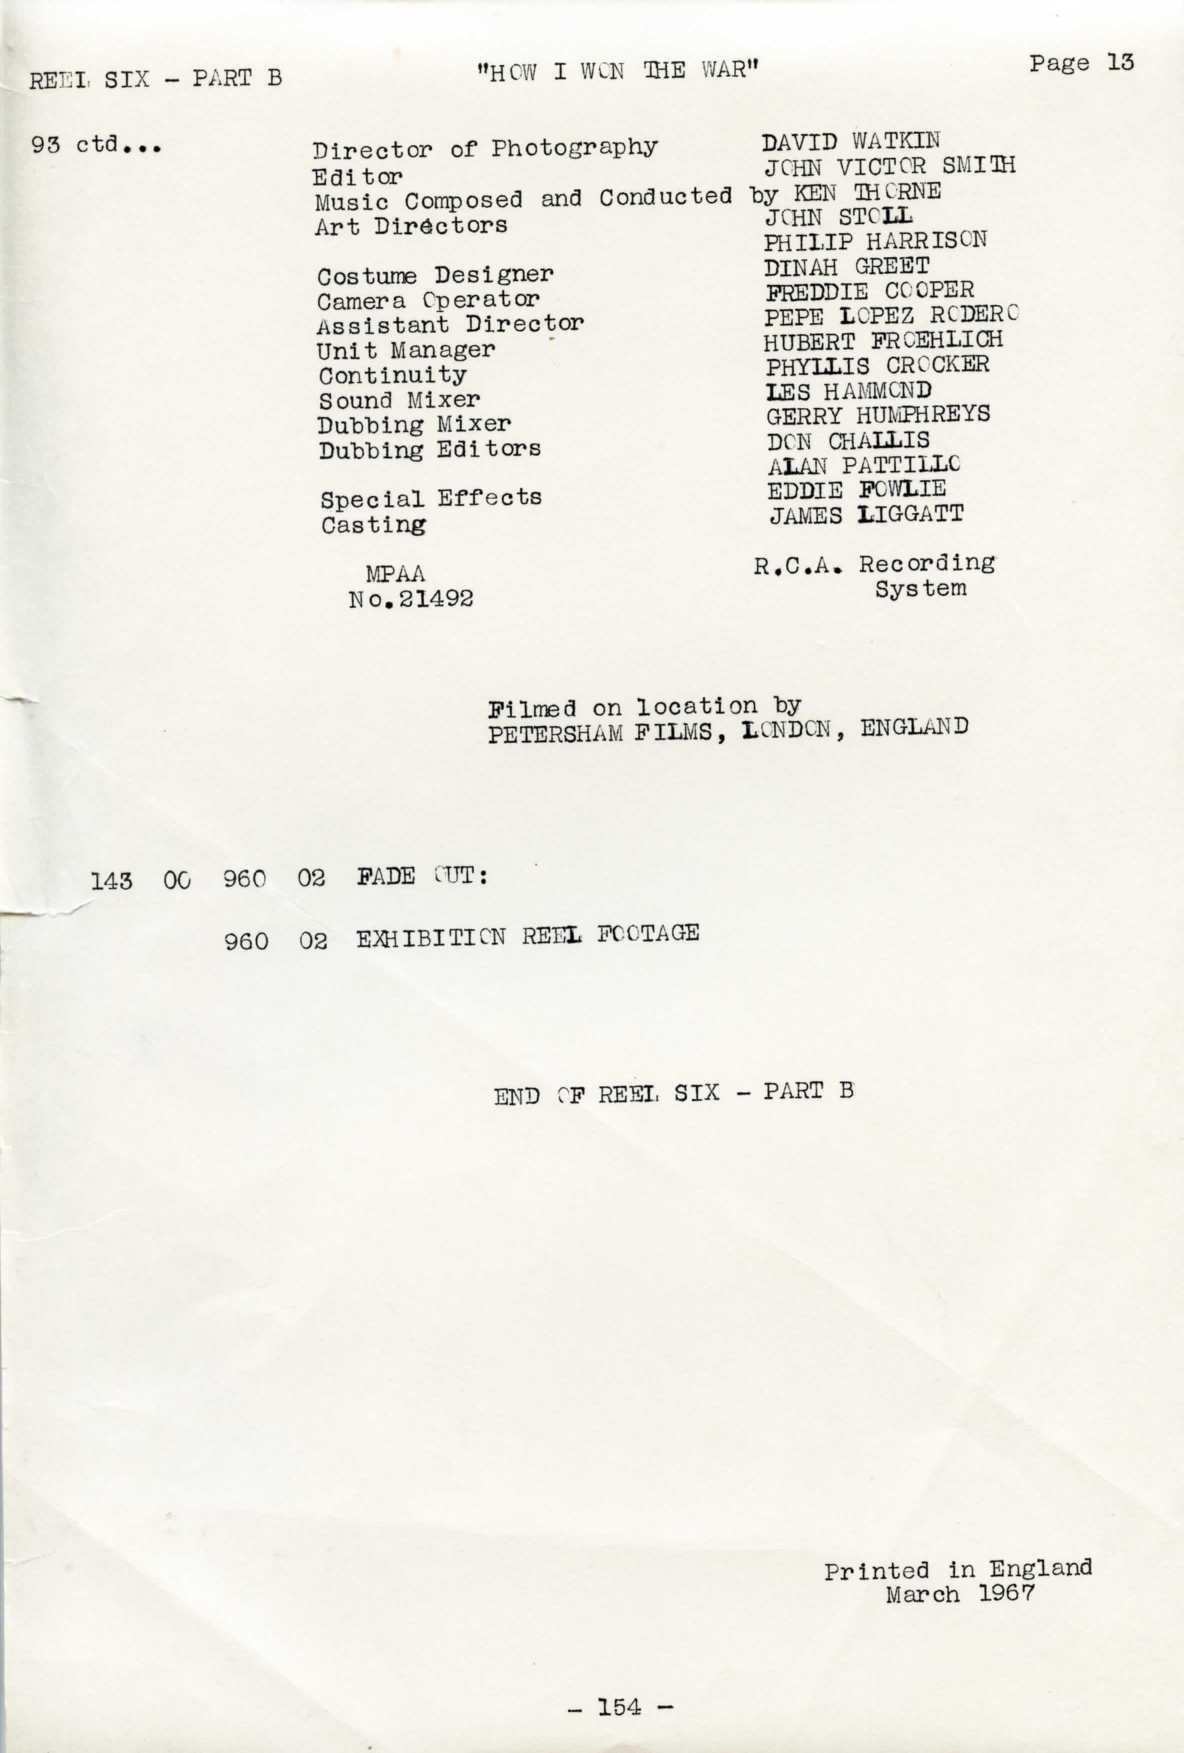 REEL SIX - PART B "HOW I WON THE WAR" Page 13
93 ctd... Director of Photography DAVID WATKIN
Editor JOHN VICTOR SMITH
Music Composed and Conducted by KEN THORNE
Art Directors JOHN STOLL
PHILIP HARRISON
Costume Designer DINAH GREET
Camera Operator FREDDIE COOPER
Assistant Director PEPE LOPEZ RODERO
Unit Manager HUBERT FROEHLICH
Continuity PHYLLIS CROCKER
Sound Mixer LES HAMMOND
Dubbing Mixer GERRY HUMPHREYS
Dubbing Editors DON CHALLIS
ALAN PATTILLO
Special Effects EDDIE FOWLIE
Casting JAMES LIGGATT
MPAA R.C.A. Recording
No.21492 System
Filmed on location by
PETERSHAM FILMS, LONDON, ENGLAND
143 00 960 02 FADE OUT:
960 02 EXHIBITION REEL FOOTAGE
END OF REEL SIX - PART B
Printed in England
March 1967
- 154 -